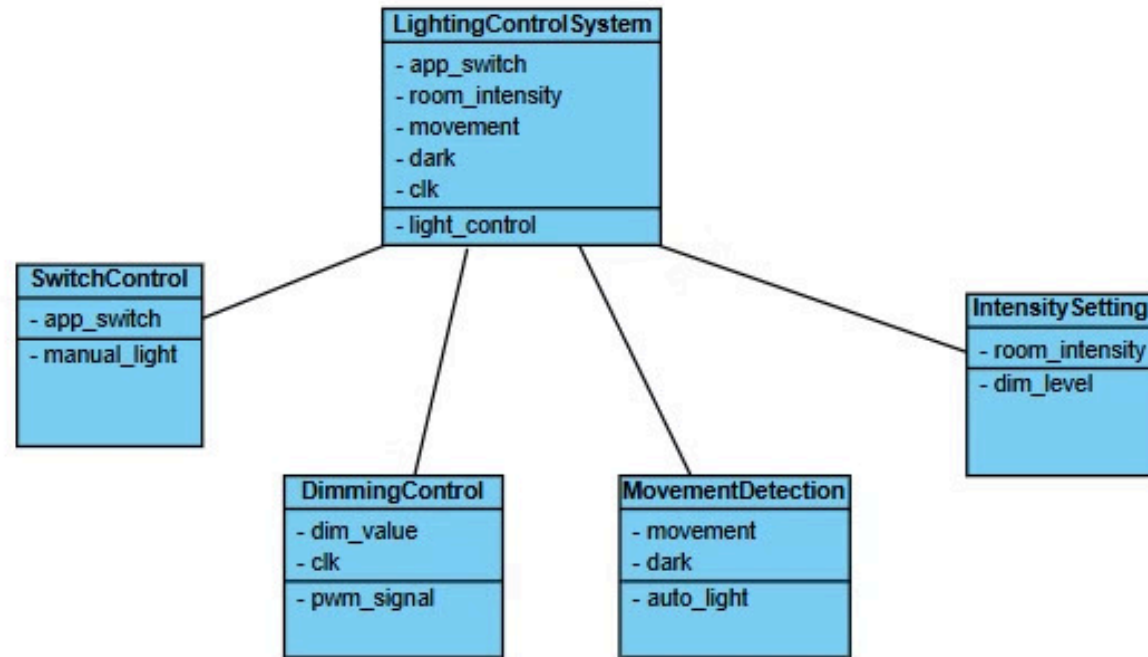 LightingControlSystem
- app_switch
- room_intensity
- movement
- dark
- clk
- light_control
SwitchControl
- app_switch
- manual_light
IntensitySetting
- room_intensity
- dim_level
DimmingControl
- dim_value
- clk
- pwm_signal
MovementDetection
- movement
- dark
- auto_light